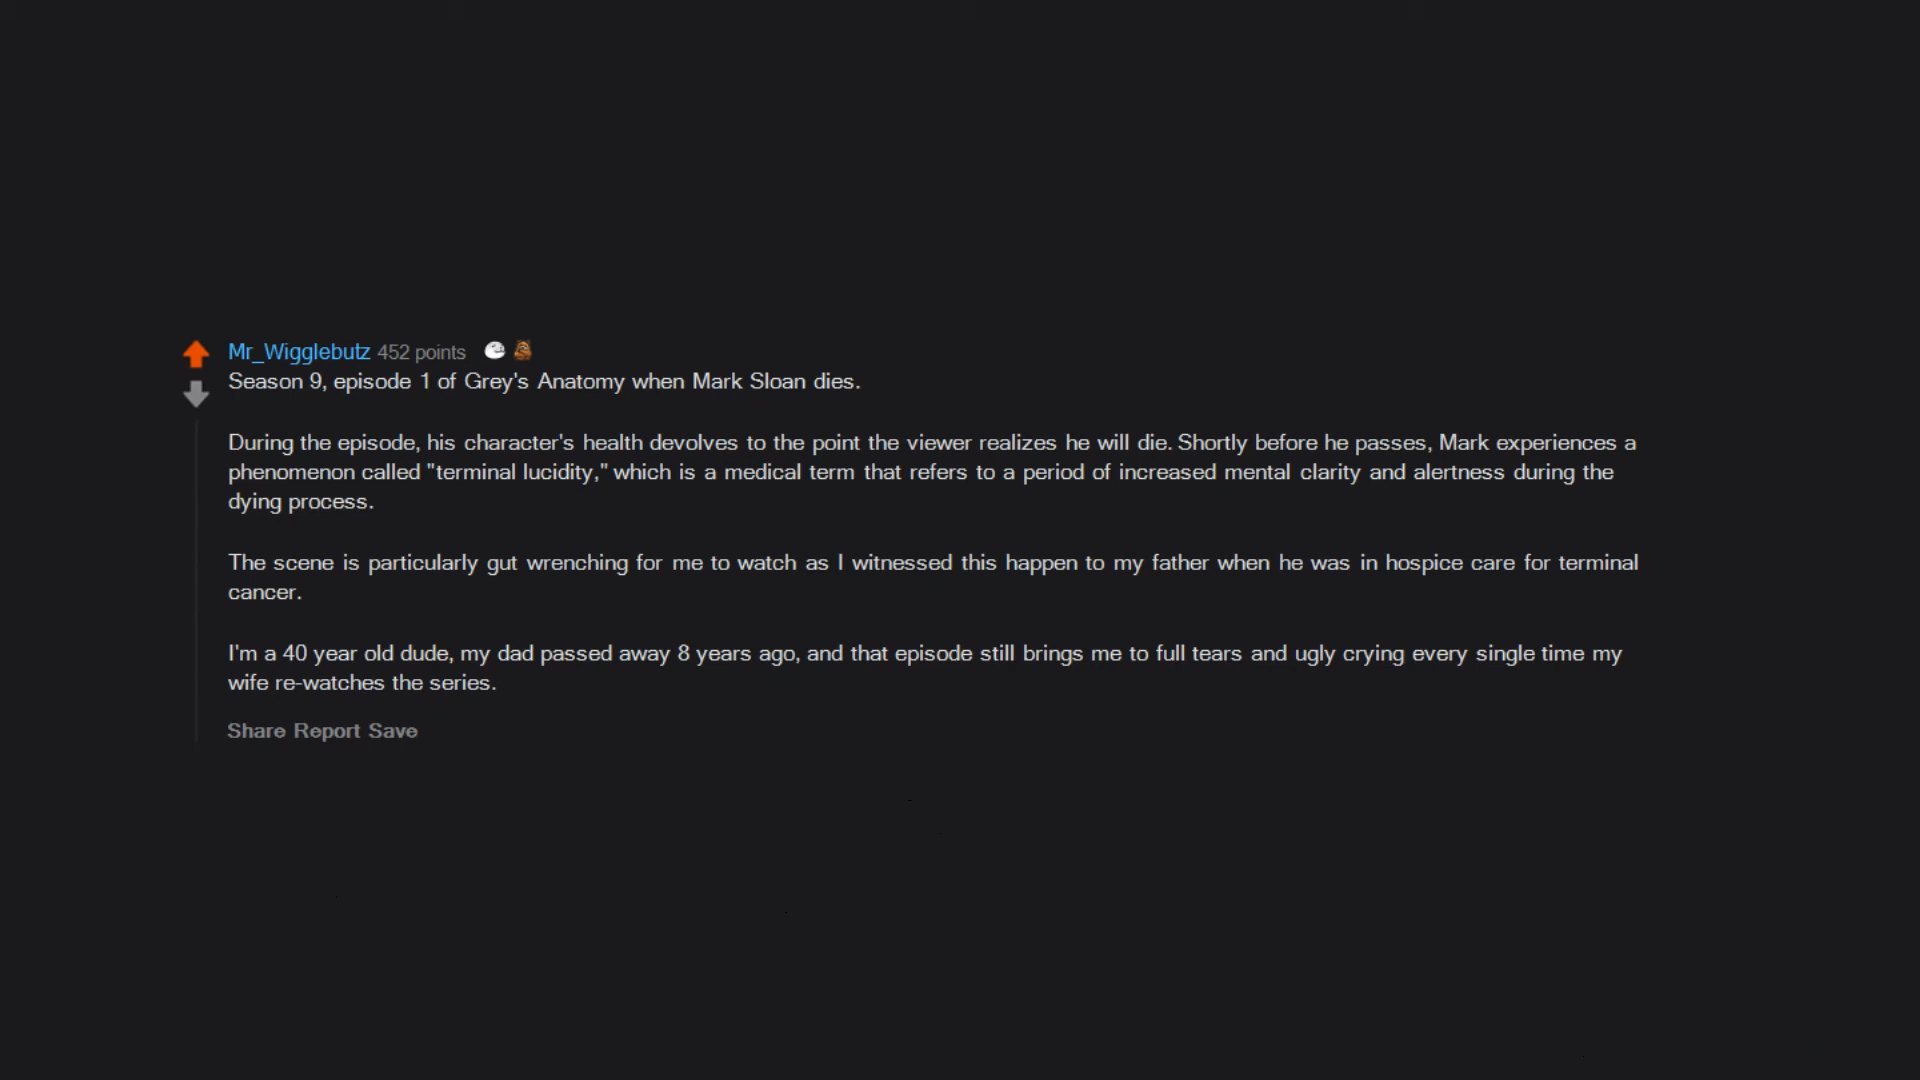 Mr_Wigglebutz 452 points
Season 9, episode 1 of Grey's Anatomy when Mark Sloan dies.
During the episode, his character's health devolves to the point the viewer realizes he will die. Shortly before he passes, Mark experiences a
phenomenon called "terminal lucidity," which is a medical term that refers to a period of increased mental clarity and alertness during the
dying process.
The scene is particularly gut wrenching for me to watch as I witnessed this happen to my father when he was in hospice care for terminal
cancer.
I'm a 40 year old dude, my dad passed away 8 years ago, and that episode still brings me to full tears and ugly crying every single time my
wife re-watches the series.
Share Report Save